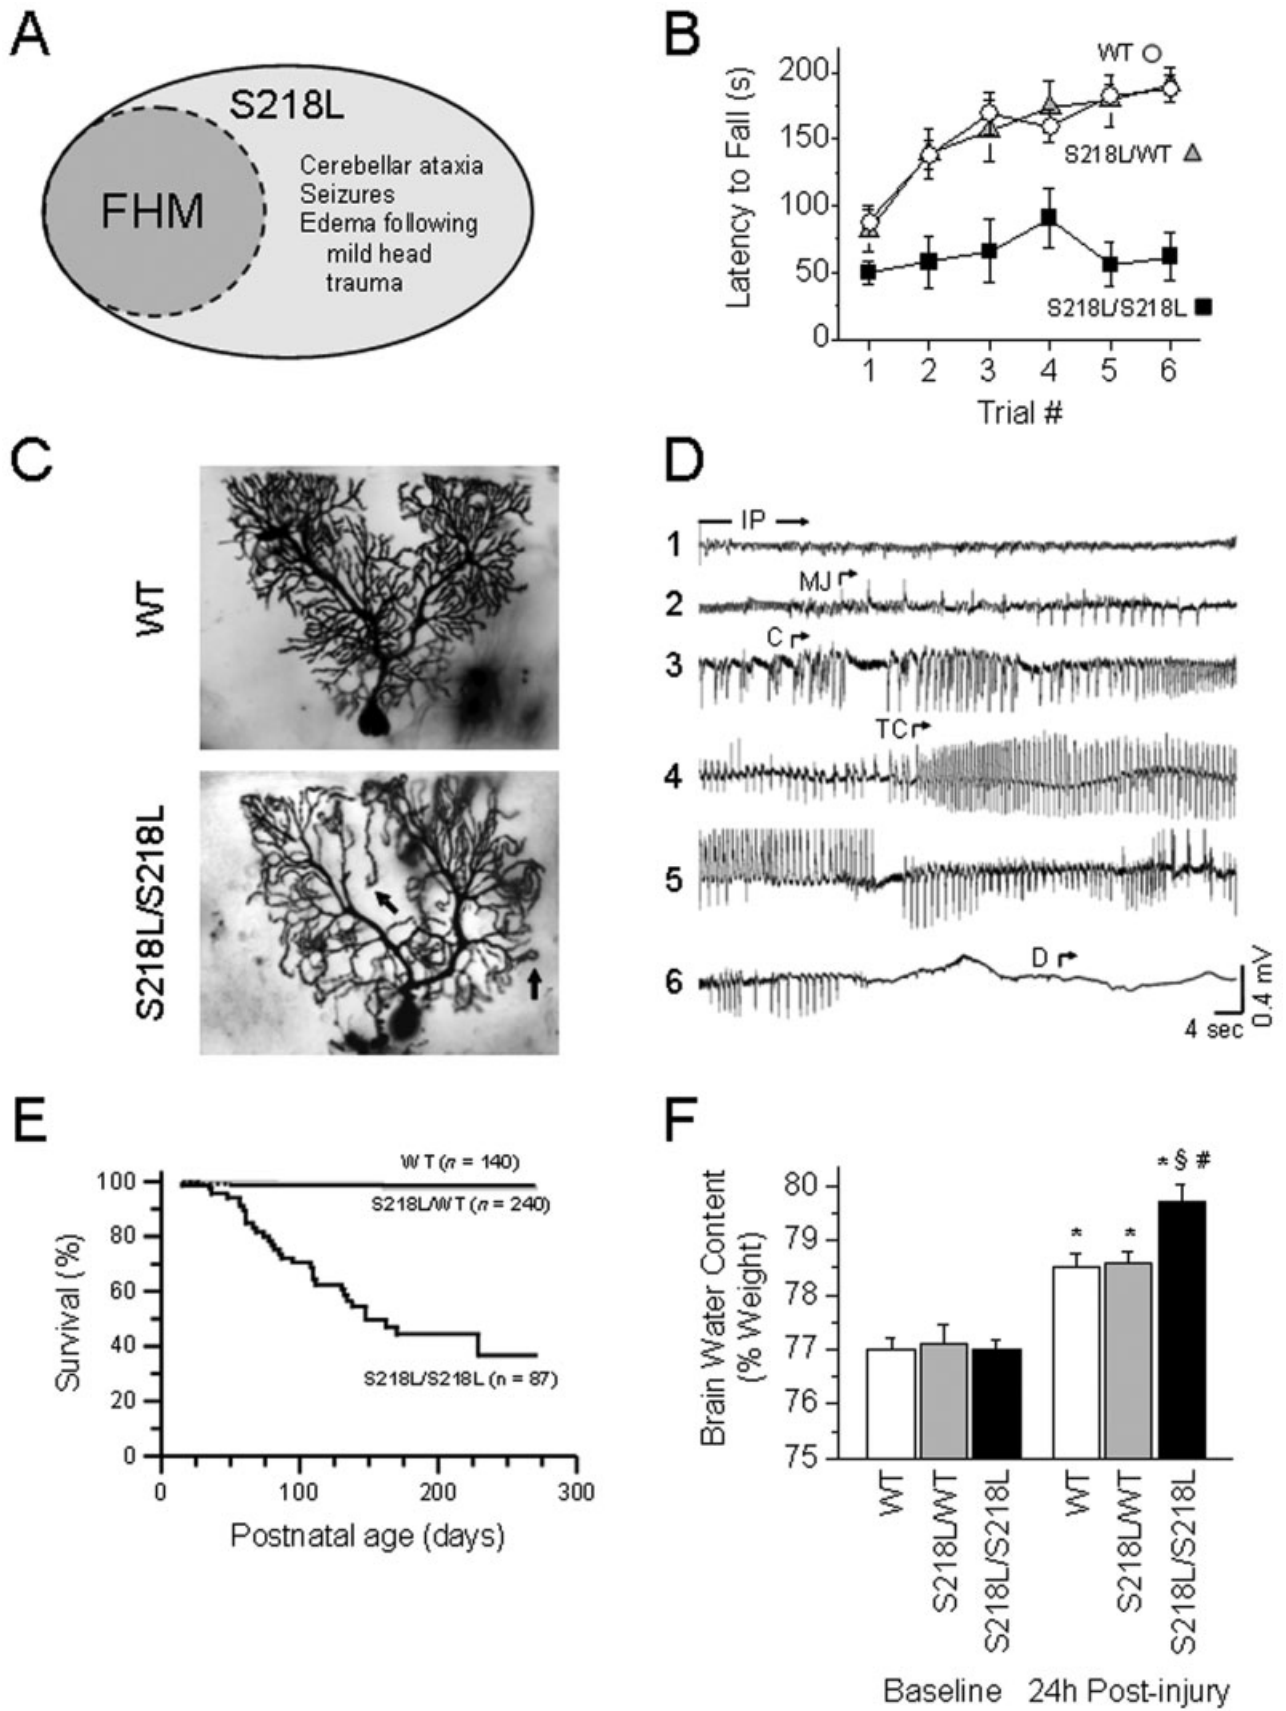 A
S218L
FHM
Cerebellar ataxia
Seizures
Edema following
mild head
trauma
B
Latency to Fall (s)
200
150
100
50
0
WT
S218L/WT
S218L/S218L
1 2 3 4 5 6
Trial #
C
WT
S218L/S218L
D
1
IP
2
MJ
3
C
4
TC
5
6
D
0.4 mV
4 sec
E
Survival (%)
100
80
60
40
20
0
WT (n = 140)
S218L/WT (n = 240)
S218L/S218L (n = 87)
0 100 200 300
Postnatal age (days)
F
Brain Water Content
(% Weight)
80
79
78
77
76
75
* § #
* *
WT
S218L/WT
S218L/S218L
WT
S218L/WT
S218L/S218L
Baseline 24h Post-injury